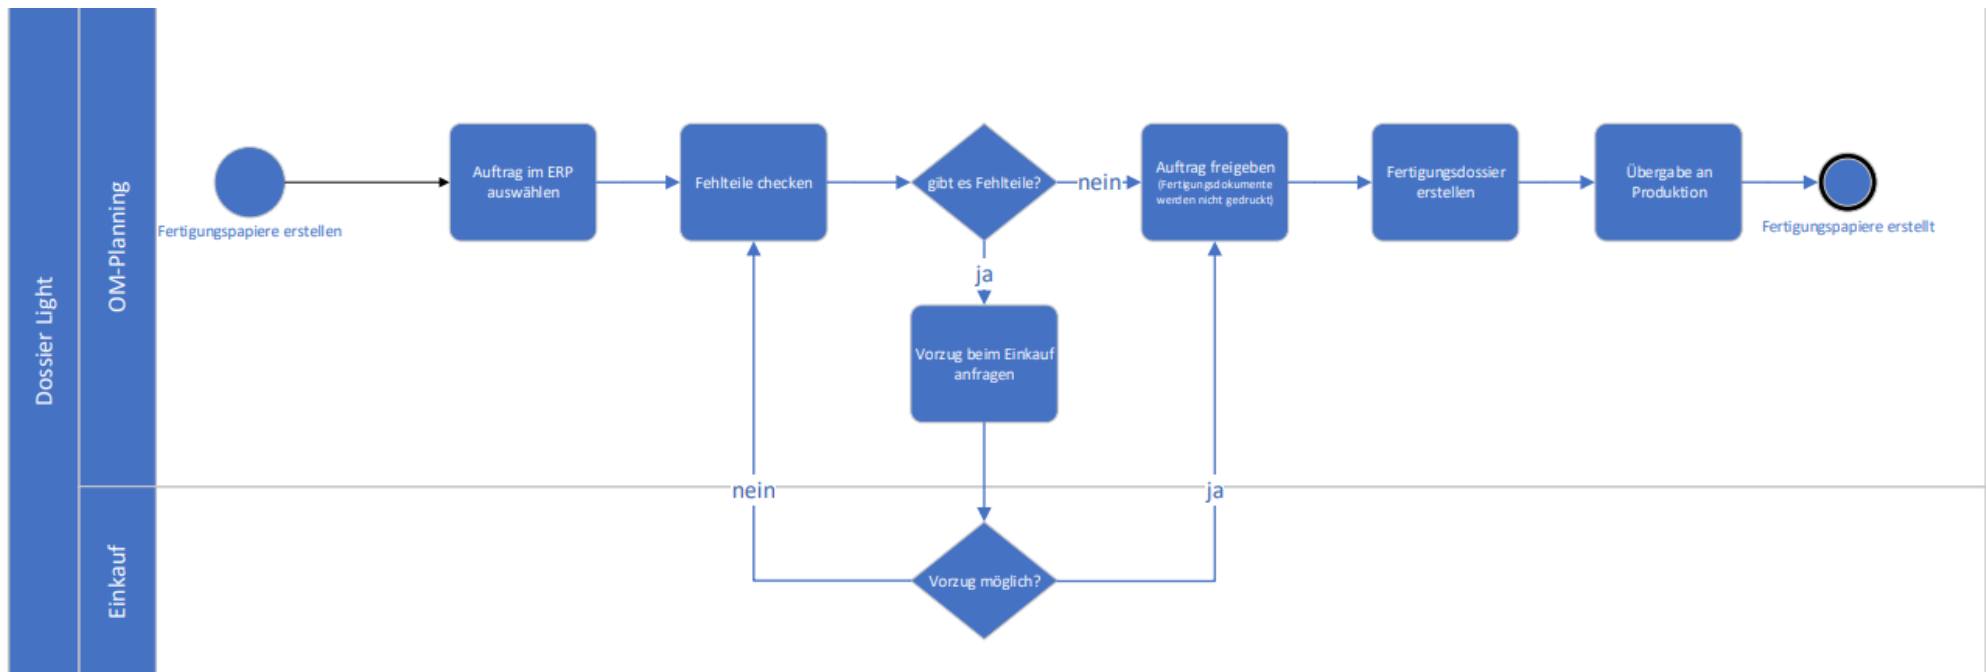 Dossier Light
OM-Planning
Fertigungspapiere erstellen
Auftrag im ERP
auswählen
Fehlteile checken
gibt es Fehlteile?
nein
Auftrag freigeben
(Fertigungsdokumente
werden nicht gedruckt)
Fertigungsdossier
erstellen
Übergabe an
Produktion
Fertigungspapiere erstellt
ja
Vorzug beim Einkauf
anfragen
nein
ja
Einkauf
Vorzug möglich?